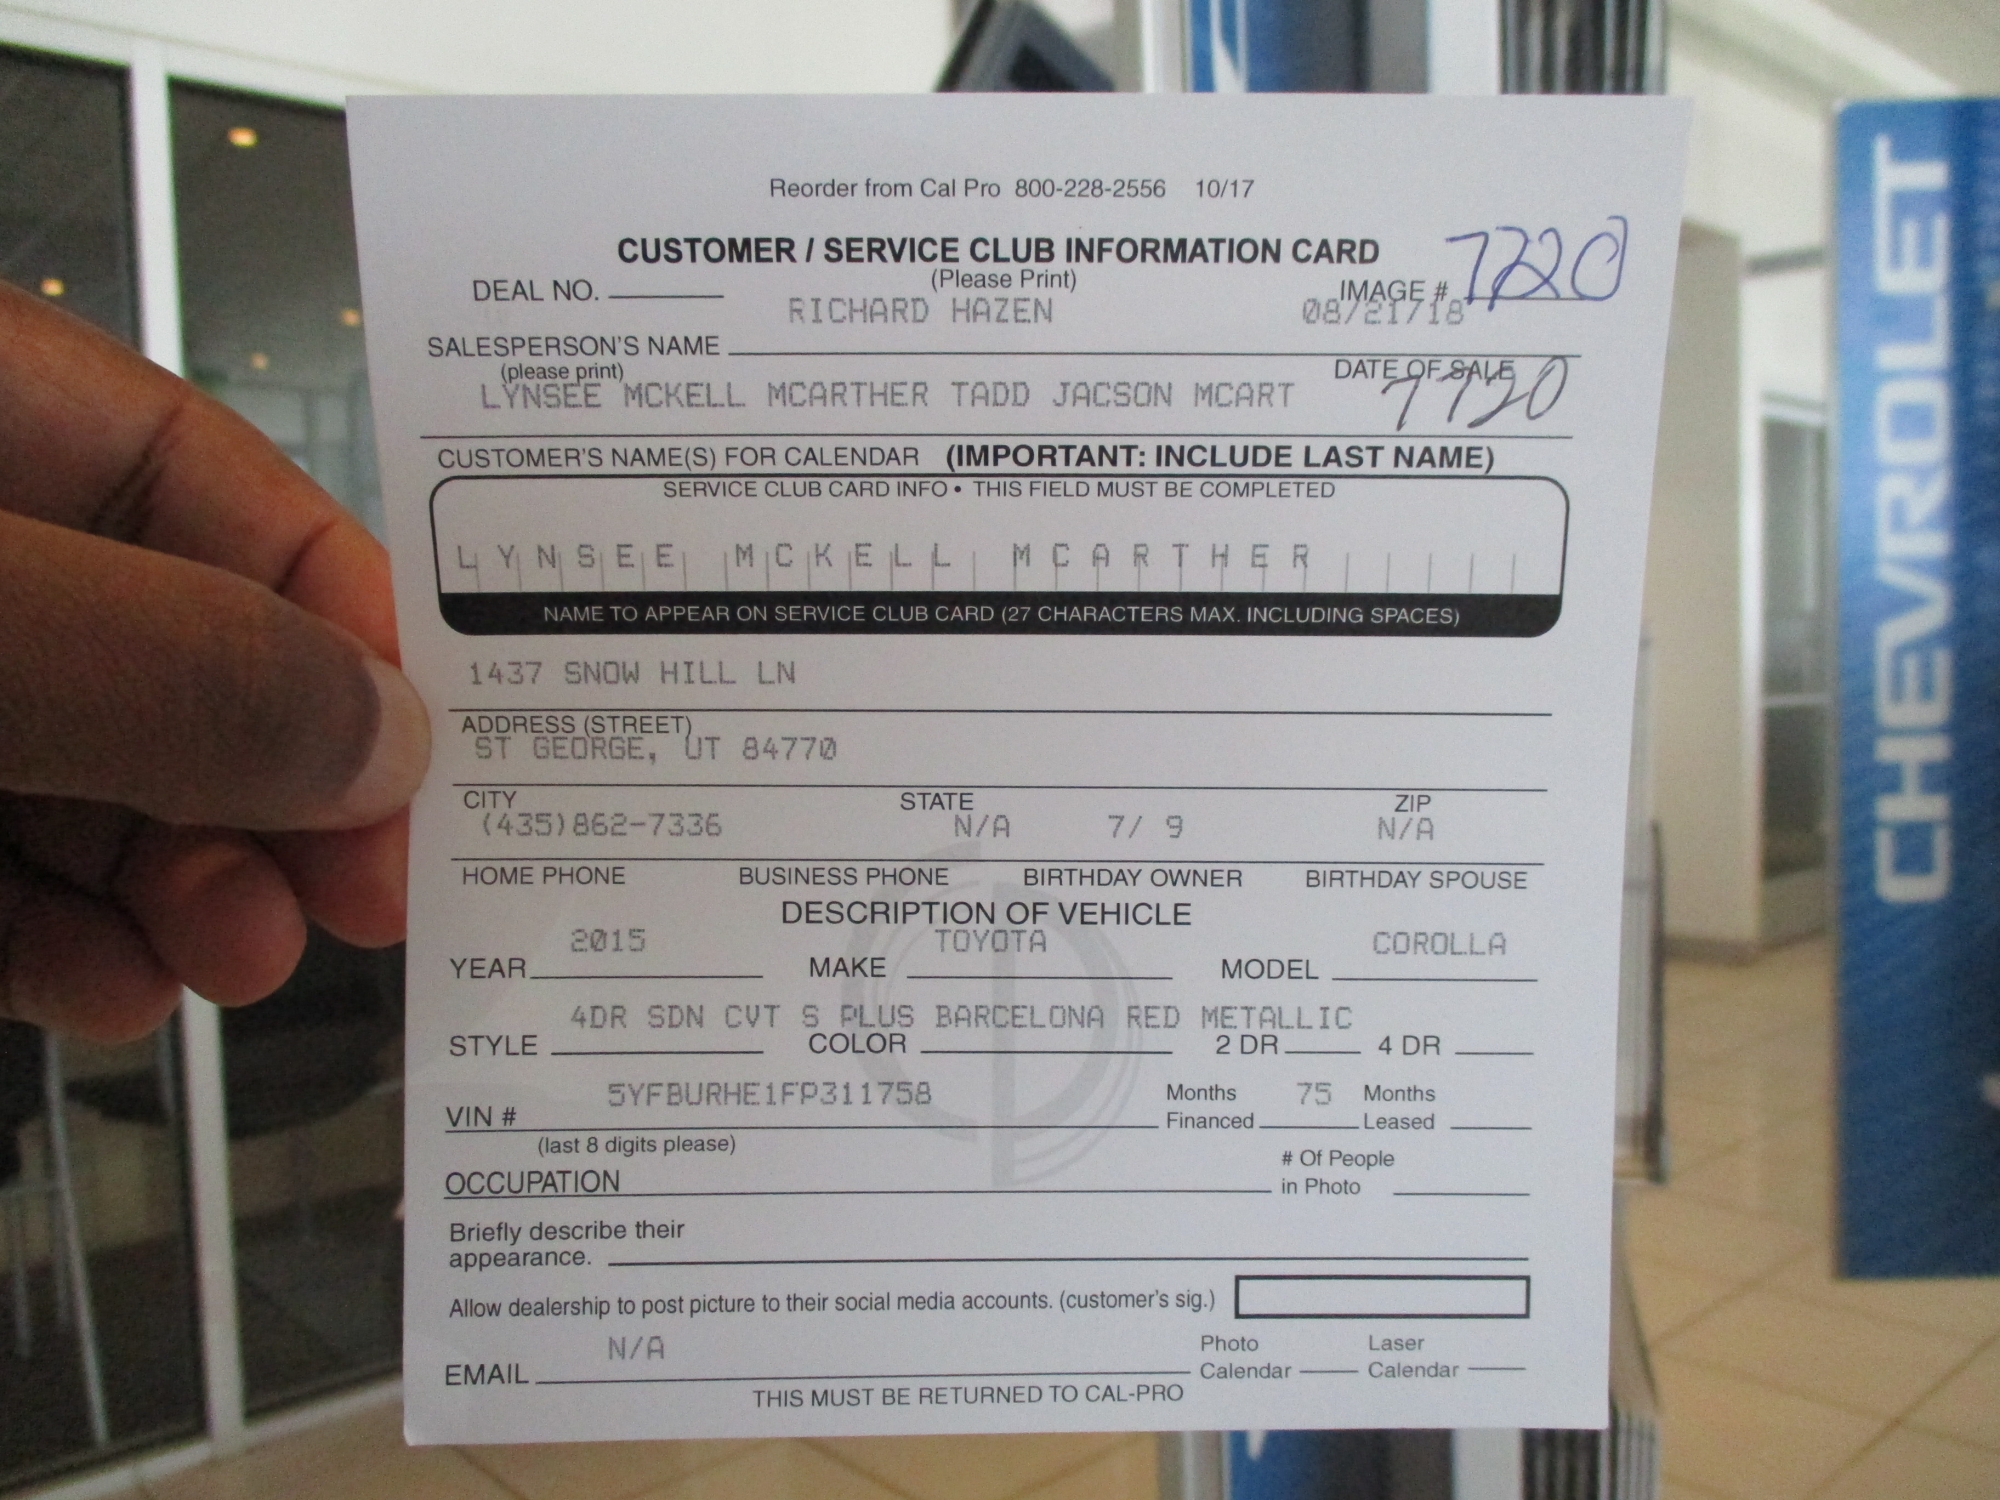 Reorder from Cal Pro 800-228-2556 10/17
CUSTOMER / SERVICE CLUB INFORMATION CARD
(Please Print)
DEAL NO.
IMAGE # 7720
RICHARD HAZEN 08/21/18
SALESPERSON'S NAME
(please print)
DATE OF SALE
LYNSEE MCKELL MCARTHER TADD JACSON MCART 7720
CUSTOMER'S NAME(S) FOR CALENDAR (IMPORTANT: INCLUDE LAST NAME)
SERVICE CLUB CARD INFO • THIS FIELD MUST BE COMPLETED
LYNSEE MCKELL MCARTHER
NAME TO APPEAR ON SERVICE CLUB CARD (27 CHARACTERS MAX. INCLUDING SPACES)
1437 SNOW HILL LN
ADDRESS (STREET)
ST GEORGE, UT 84770
CITY STATE ZIP
(435)862-7336 N/A 7/ 9 N/A
HOME PHONE BUSINESS PHONE BIRTHDAY OWNER BIRTHDAY SPOUSE
DESCRIPTION OF VEHICLE
2015 TOYOTA COROLLA
YEAR MAKE MODEL
4DR SDN CVT S PLUS BARCELONA RED METALLIC
STYLE COLOR 2 DR 4 DR
5YFBURHE1FP311758
VIN #
(last 8 digits please)
Months Financed 75 Months Leased
OCCUPATION
# Of People in Photo
Briefly describe their
appearance.
Allow dealership to post picture to their social media accounts. (customer's sig.)
N/A
EMAIL
Photo Calendar Laser Calendar
THIS MUST BE RETURNED TO CAL-PRO
CHEVROLET